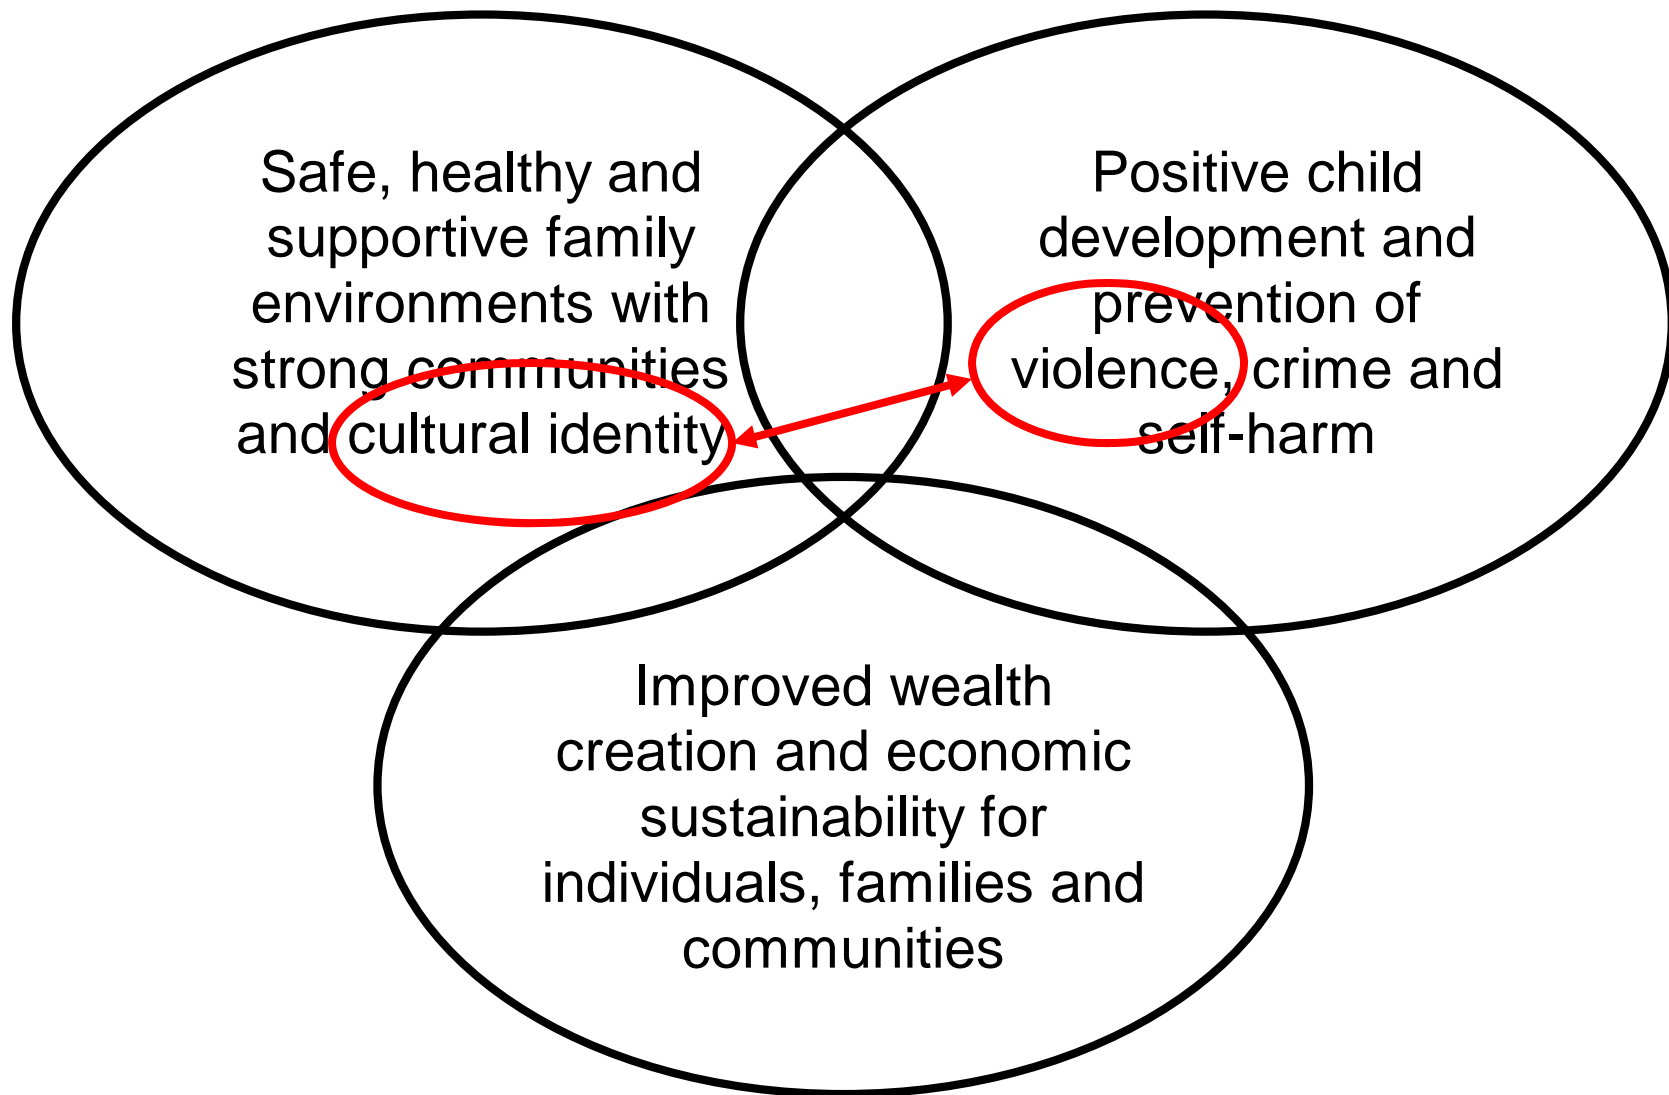 Safe, healthy and
supportive family
environments with
strong communities
and cultural identity
Positive child
development and
prevention of
violence, crime and
self-harm
Improved wealth
creation and economic
sustainability for
individuals, families and
communities